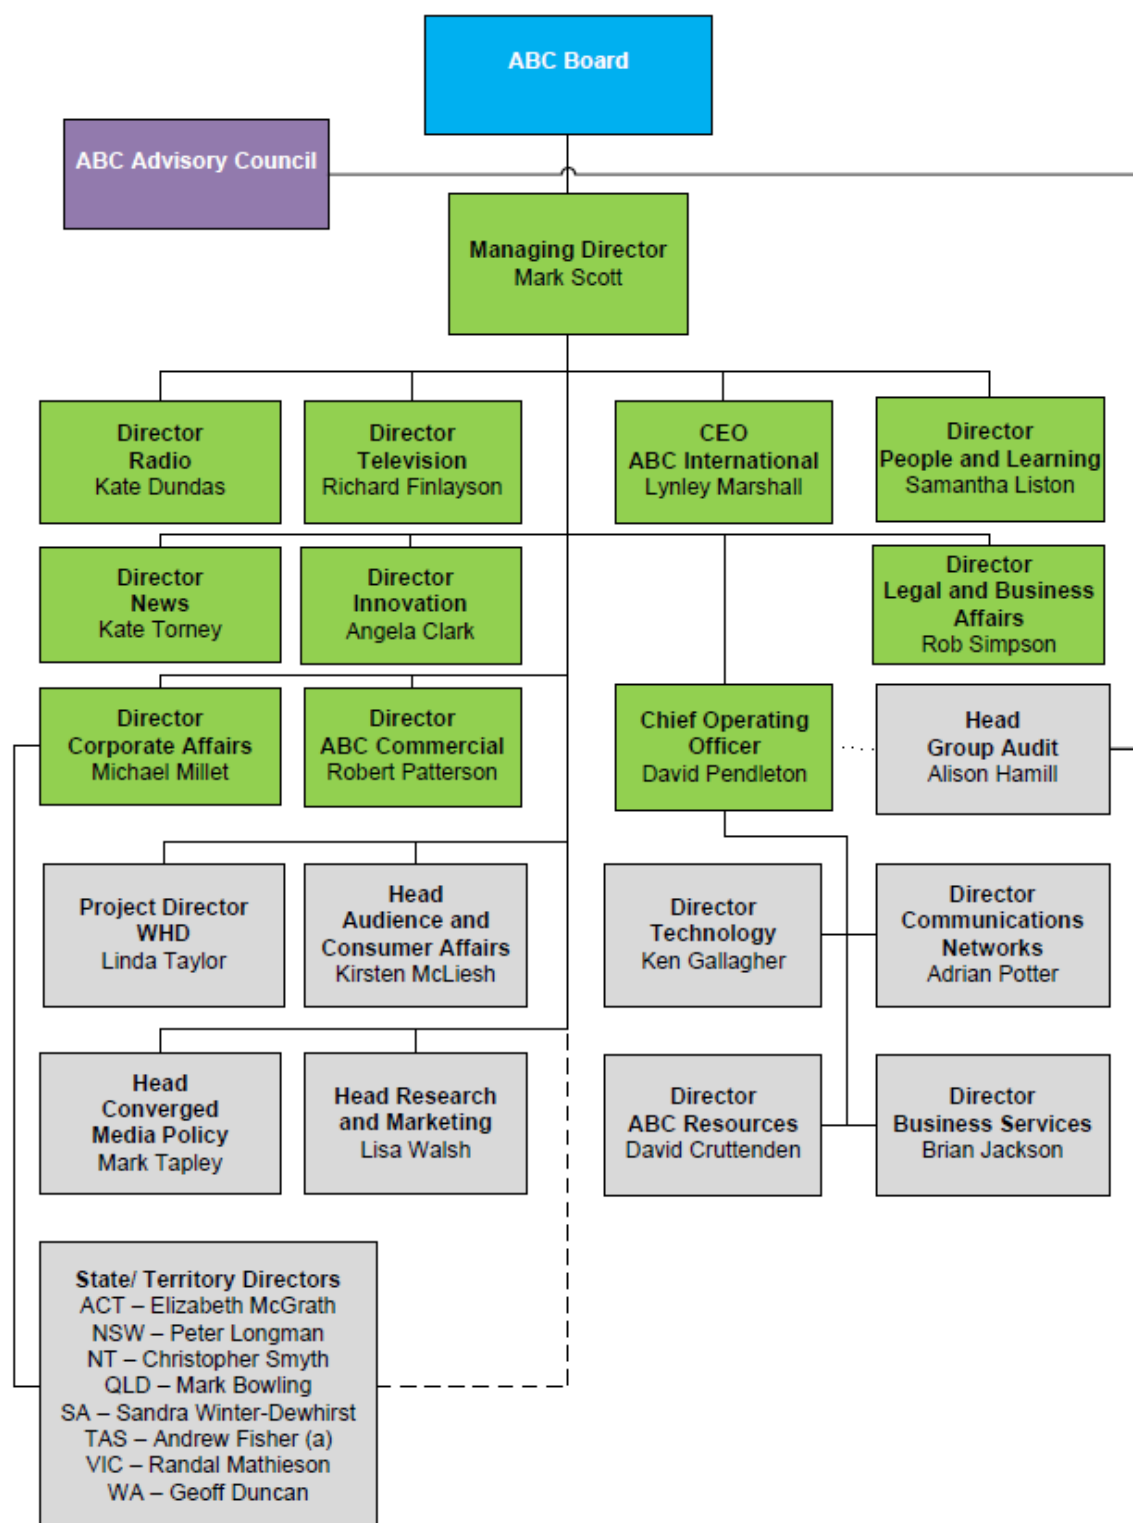 ABC Board
ABC Advisory Council
Managing Director
Mark Scott
Director
Radio
Kate Dundas
Director
Television
Richard Finlayson
CEO
ABC International
Lynley Marshall
Director
People and Learning
Samantha Liston
Director
News
Kate Torney
Director
Innovation
Angela Clark
Director
Legal and Business
Affairs
Rob Simpson
Director
Corporate Affairs
Michael Millet
Director
ABC Commercial
Robert Patterson
Chief Operating
Officer
David Pendleton
Head
Group Audit
Alison Hamill
Project Director
WHD
Linda Taylor
Head
Audience and
Consumer Affairs
Kirsten McLiesh
Director
Technology
Ken Gallagher
Director
Communications
Networks
Adrian Potter
Head
Converged
Media Policy
Mark Tapley
Head Research
and Marketing
Lisa Walsh
Director
ABC Resources
David Cruttenden
Director
Business Services
Brian Jackson
State/ Territory Directors
ACT – Elizabeth McGrath
NSW – Peter Longman
NT – Christopher Smyth
QLD – Mark Bowling
SA – Sandra Winter-Dewhirst
TAS – Andrew Fisher (a)
VIC – Randal Mathieson
WA – Geoff Duncan